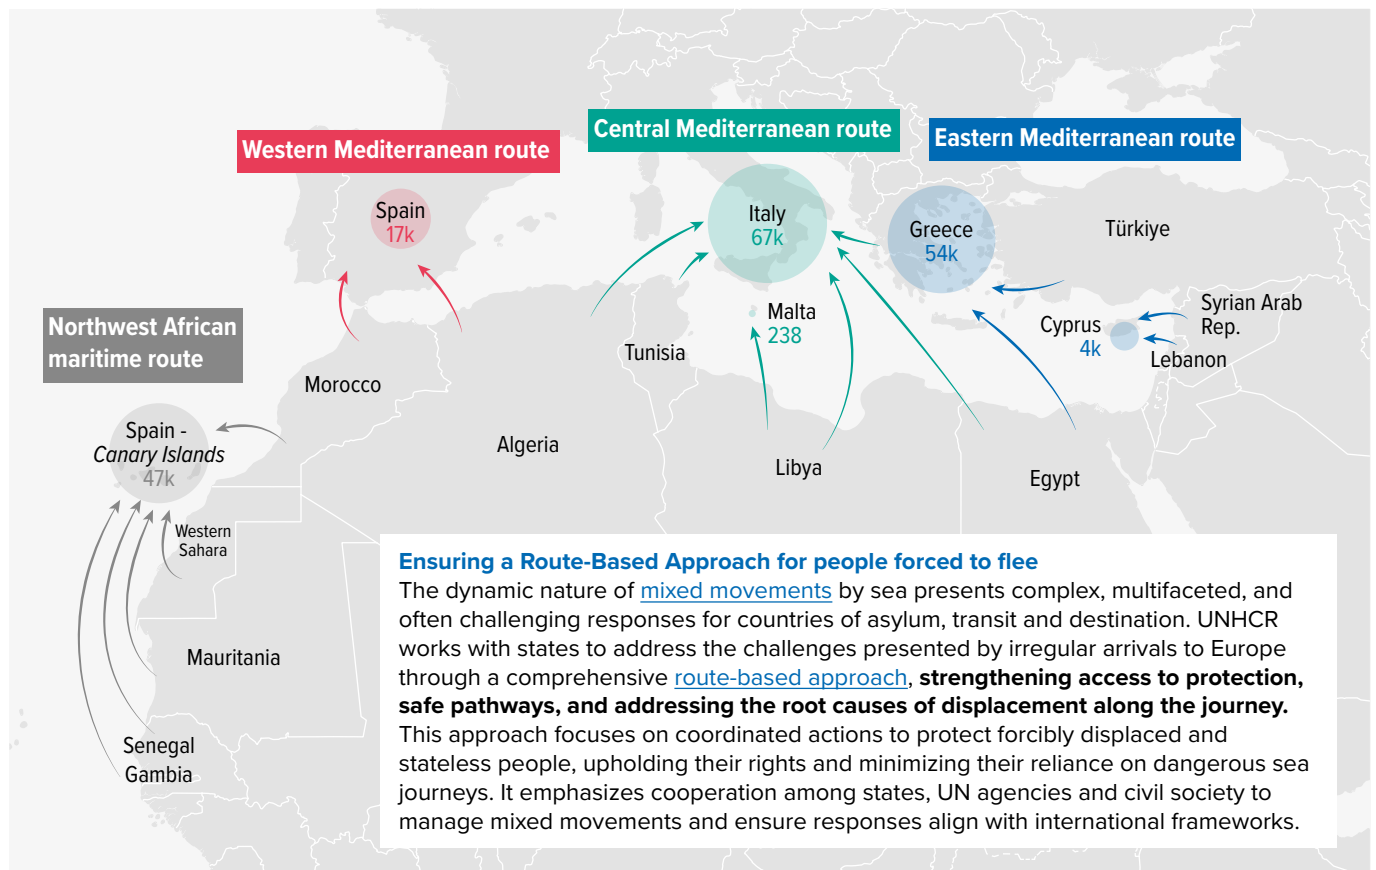 Central Mediterranean route
Eastern Mediterranean route
Western Mediterranean route
Spain
17k
Italy
67k
Greece
54k
Türkiye
Northwest African
maritime route
Malta
238
Cyprus
4k
Syrian Arab
Rep.
Lebanon
Tunisia
Morocco
Spain -
Canary Islands
47k
Algeria
Libya
Egypt
Western
Sahara
Mauritania
Senegal
Gambia
Ensuring a Route-Based Approach for people forced to flee
The dynamic nature of mixed movements by sea presents complex, multifaceted, and
often challenging responses for countries of asylum, transit and destination. UNHCR
works with states to address the challenges presented by irregular arrivals to Europe
through a comprehensive route-based approach, strengthening access to protection,
safe pathways, and addressing the root causes of displacement along the journey.
This approach focuses on coordinated actions to protect forcibly displaced and
stateless people, upholding their rights and minimizing their reliance on dangerous sea
journeys. It emphasizes cooperation among states, UN agencies and civil society to
manage mixed movements and ensure responses align with international frameworks.